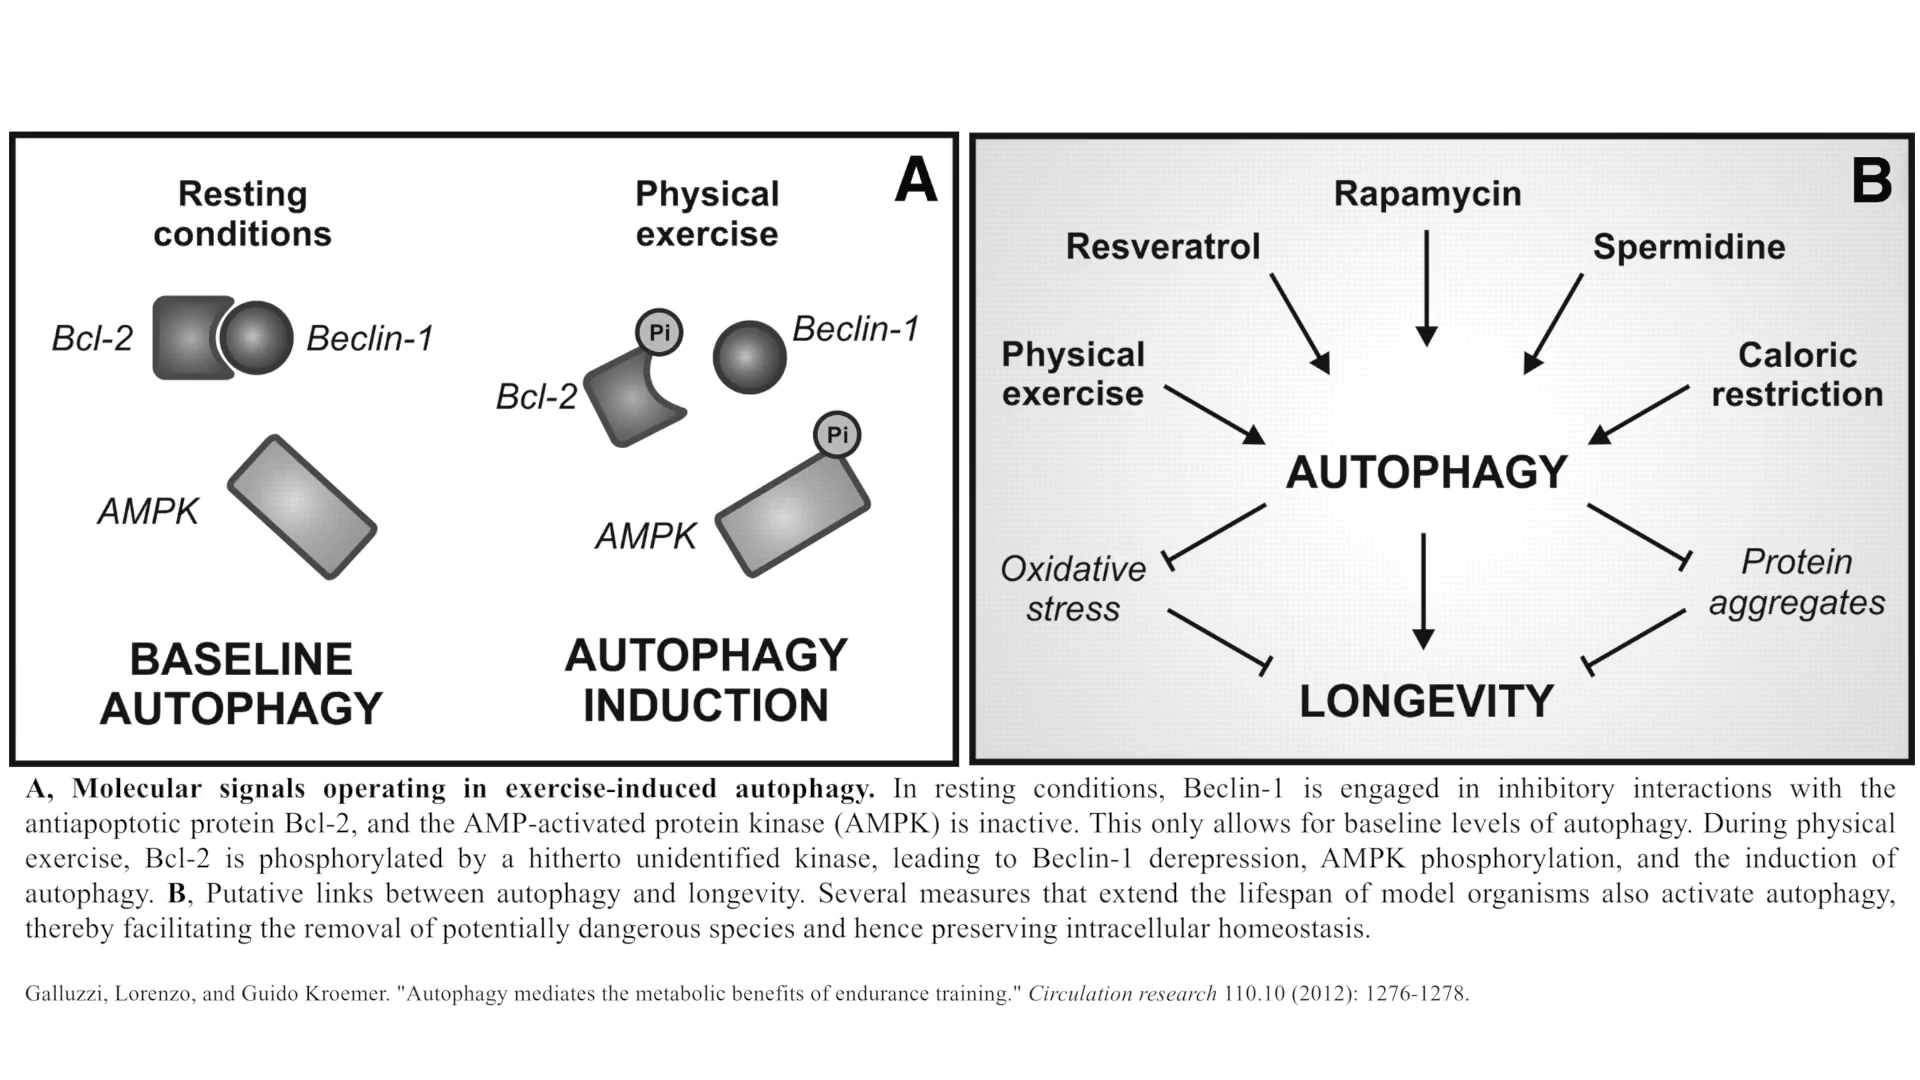 A
Resting
conditions
Physical
exercise
Bcl-2
Beclin-1
Pi
Beclin-1
Bcl-2
Pi
AMPK
AMPK
BASELINE
AUTOPHAGY
AUTOPHAGY
INDUCTION
B
Rapamycin
Resveratrol
Spermidine
Physical
exercise
Caloric
restriction
AUTOPHAGY
Oxidative
stress
Protein
aggregates
LONGEVITY
A, Molecular signals operating in exercise-induced autophagy. In resting conditions, Beclin-1 is engaged in inhibitory interactions with the
antiapoptotic protein Bcl-2, and the AMP-activated protein kinase (AMPK) is inactive. This only allows for baseline levels of autophagy. During physical
exercise, Bcl-2 is phosphorylated by a hitherto unidentified kinase, leading to Beclin-1 derepression, AMPK phosphorylation, and the induction of
autophagy. B, Putative links between autophagy and longevity. Several measures that extend the lifespan of model organisms also activate autophagy,
thereby facilitating the removal of potentially dangerous species and hence preserving intracellular homeostasis.
Galluzzi, Lorenzo, and Guido Kroemer. "Autophagy mediates the metabolic benefits of endurance training." Circulation research 110.10 (2012): 1276-1278.